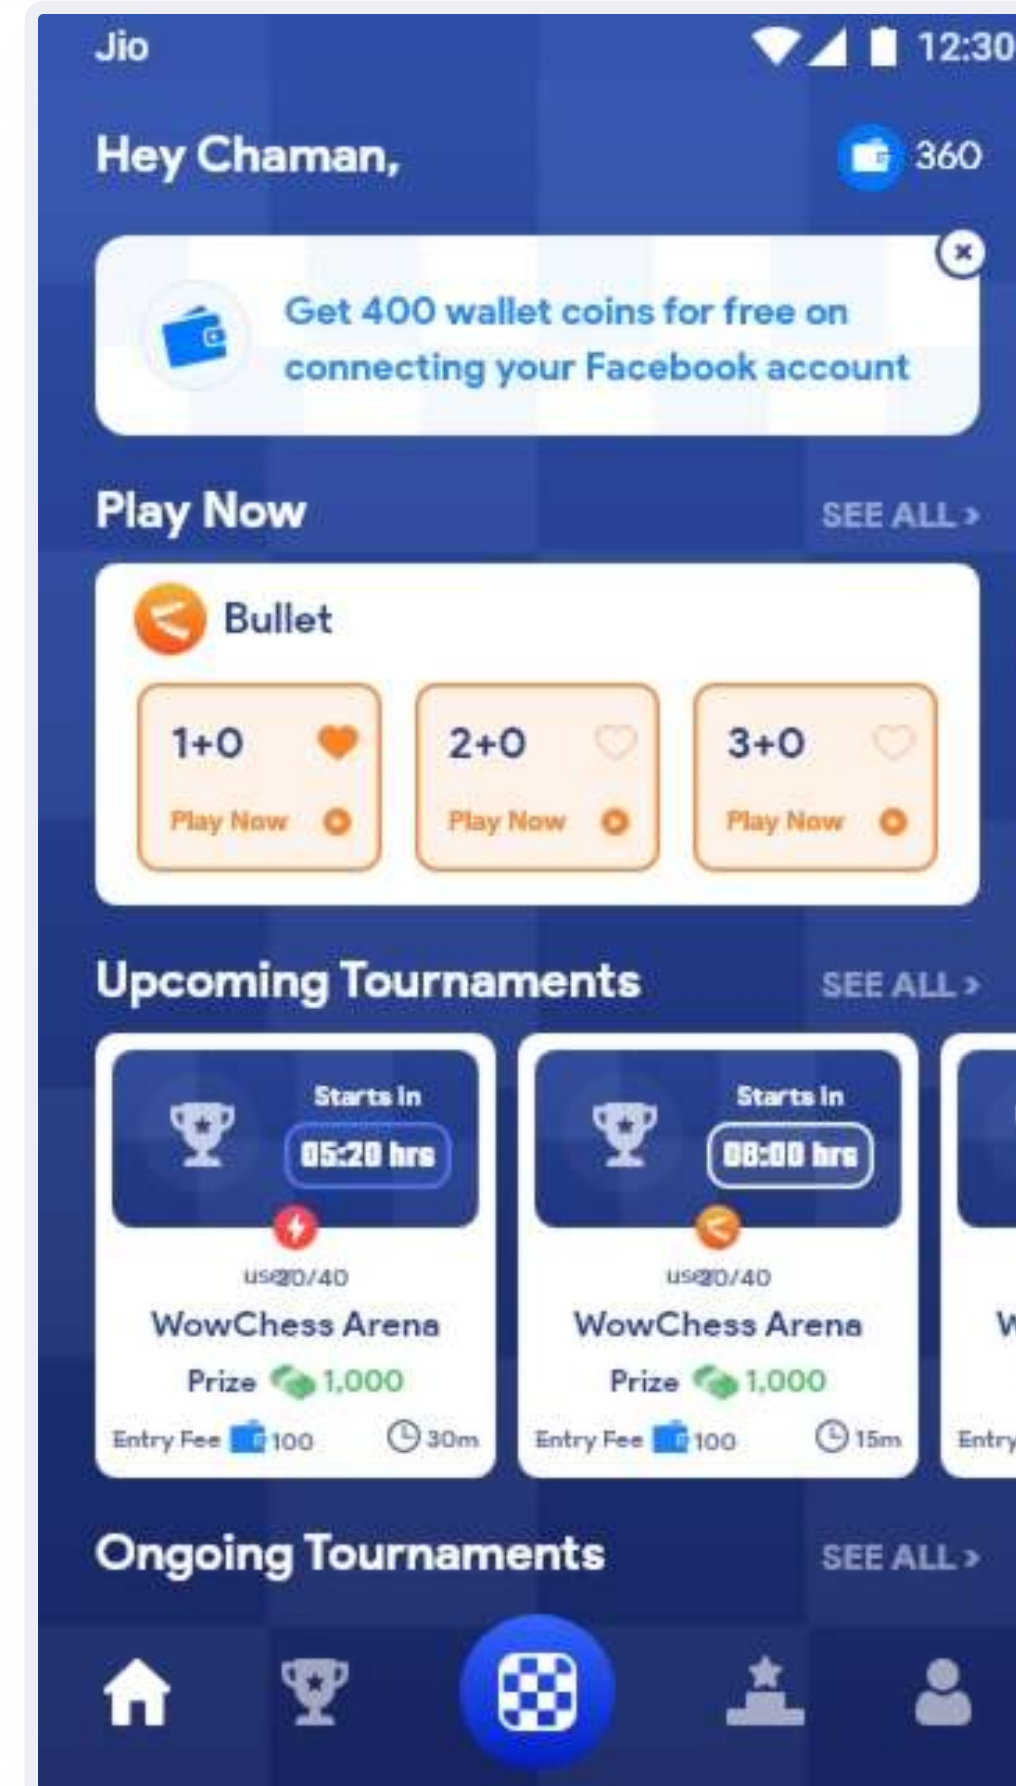 Jio 12:30
Hey Chaman, 360
Get 400 wallet coins for free on
connecting your Facebook account
Play Now SEE ALL >
Bullet
1+0 2+0 3+0
Play Now Play Now Play Now
Upcoming Tournaments SEE ALL >
Starts in Starts in
05:20 hrs 08:00 hrs
/40 /40
WowChess Arena WowChess Arena W
Prize 1,000 Prize 1,000
Entry Fee 100 30m Entry Fee 100 15m Entry
Ongoing Tournaments SEE ALL >